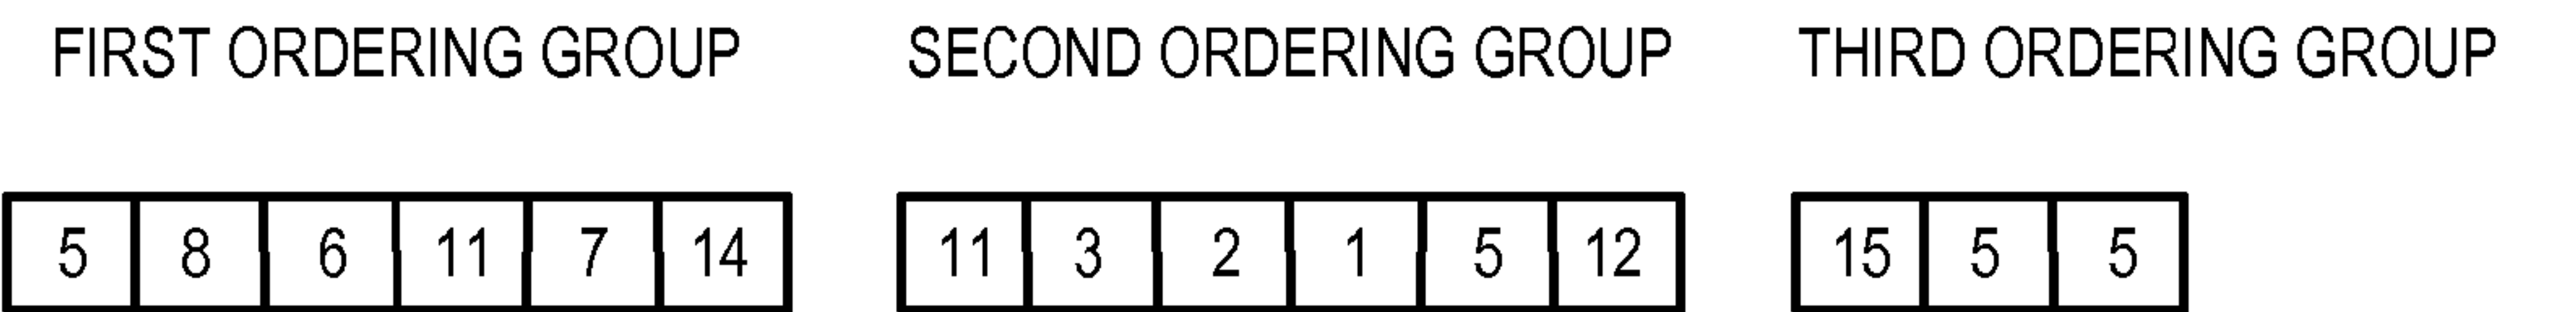 FIRST ORDERING GROUP SECOND ORDERING GROUP THIRD ORDERING GROUP
5 8 6 11 7 14 11 3 2 1 5 12 15 5 5